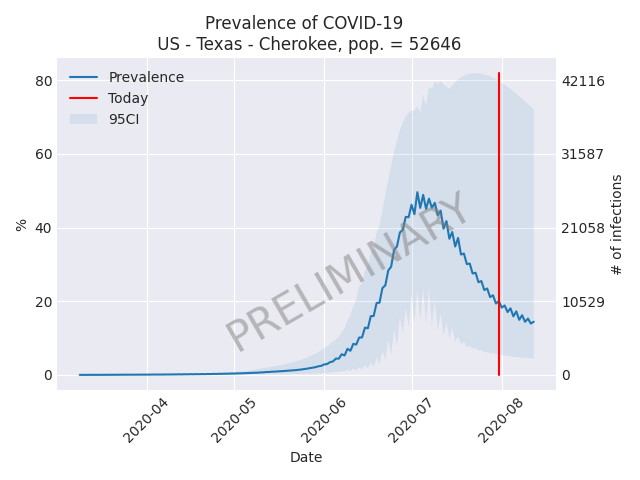 Prevalence of COVID-19
US - Texas - Cherokee, pop. = 52646
Prevalence
Today
95CI
80
60
40
20
0
%
42116
31587
21058
10529
0
# of infections
PRELIMINARY
2020-04
2020-05
2020-06
2020-07
2020-08
Date